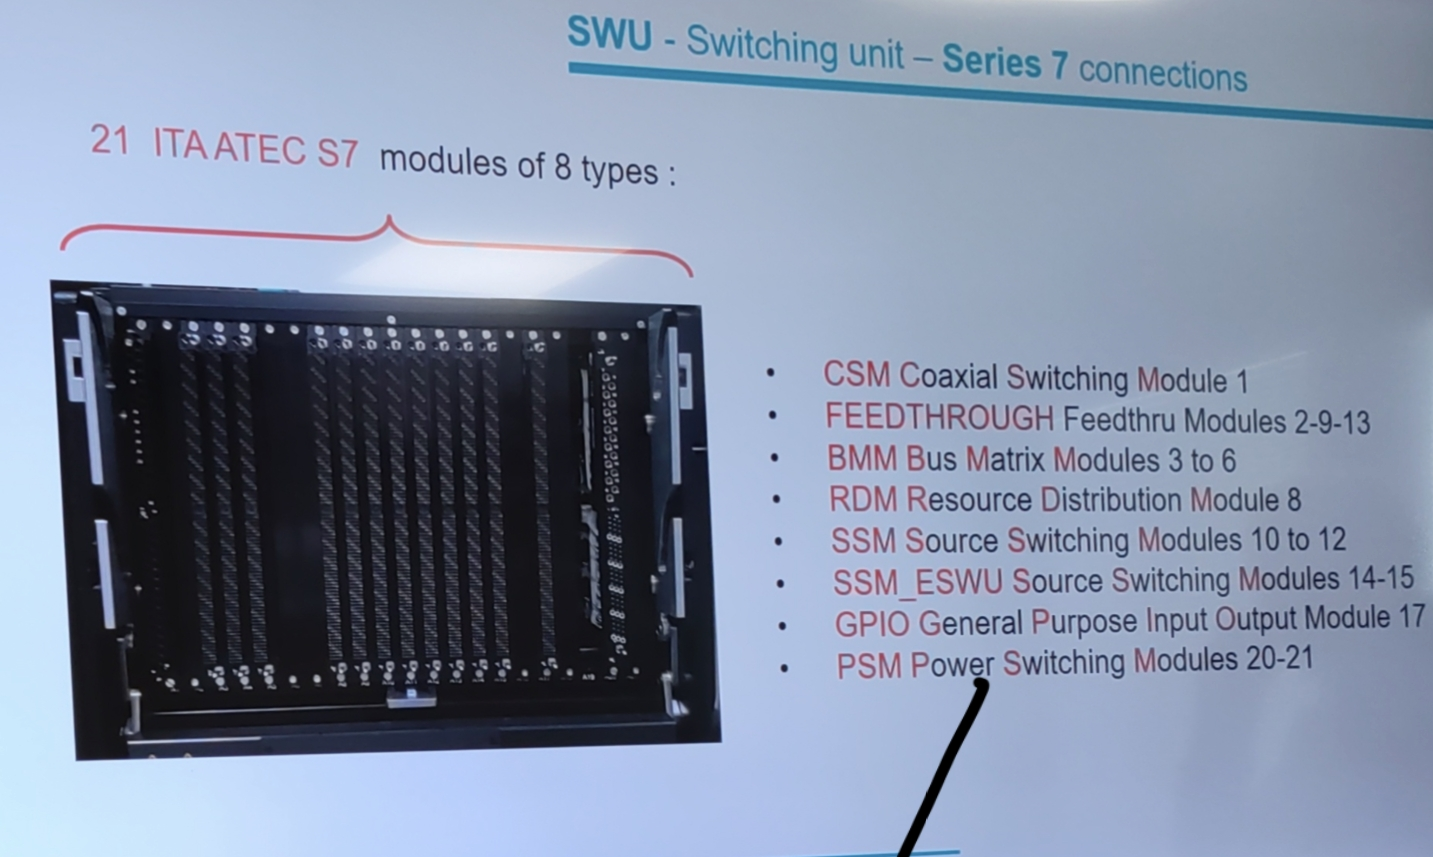 SWU - Switching unit – Series 7 connections
21 ITA ATEC S7 modules of 8 types :
• CSM Coaxial Switching Module 1
• FEEDTHROUGH Feedthru Modules 2-9-13
• BMM Bus Matrix Modules 3 to 6
• RDM Resource Distribution Module 8
• SSM Source Switching Modules 10 to 12
• SSM_ESWU Source Switching Modules 14-15
• GPIO General Purpose Input Output Module 17
• PSM Power Switching Modules 20-21